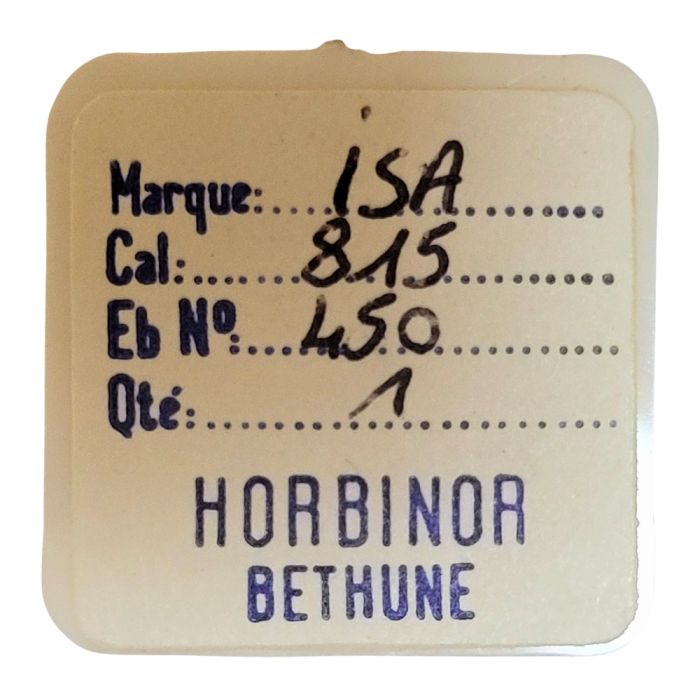 Marque: ISA
Cal: 815
Eb Nº: 450
Qté: 1
HORBINOR
BETHUNE